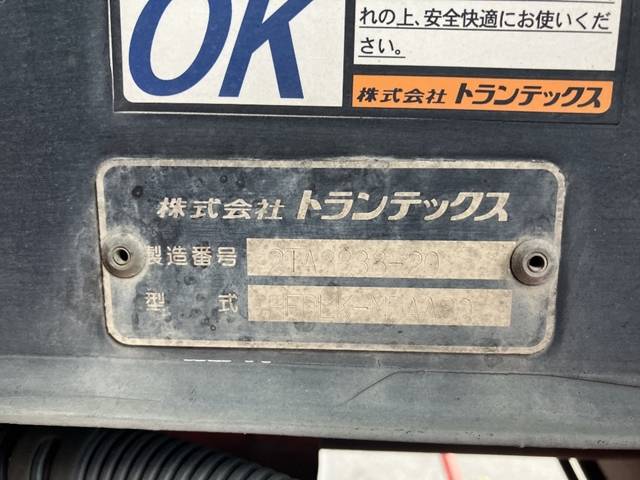 れの上、安全快適にお使いくだ
さい。
OK
株式会社 トランテックス
株式会社 トランテックス
製造番号
型 式